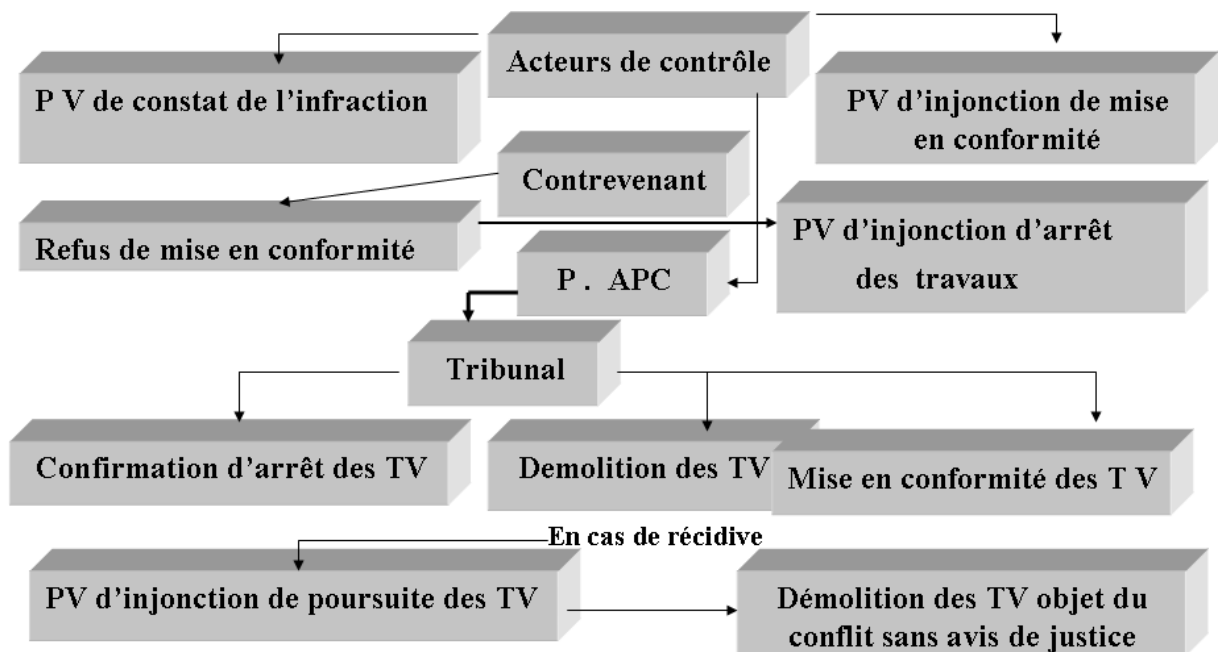 Acteurs de contrôle
P V de constat de l’infraction
PV d’injonction de mise
en conformité
Contrevenant
Refus de mise en conformité
PV d’injonction d’arrêt
des travaux
P . APC
Tribunal
Confirmation d’arrêt des TV
Demolition des TV
Mise en conformité des T V
En cas de récidive
PV d’injonction de poursuite des TV
Démolition des TV objet du
conflit sans avis de justice